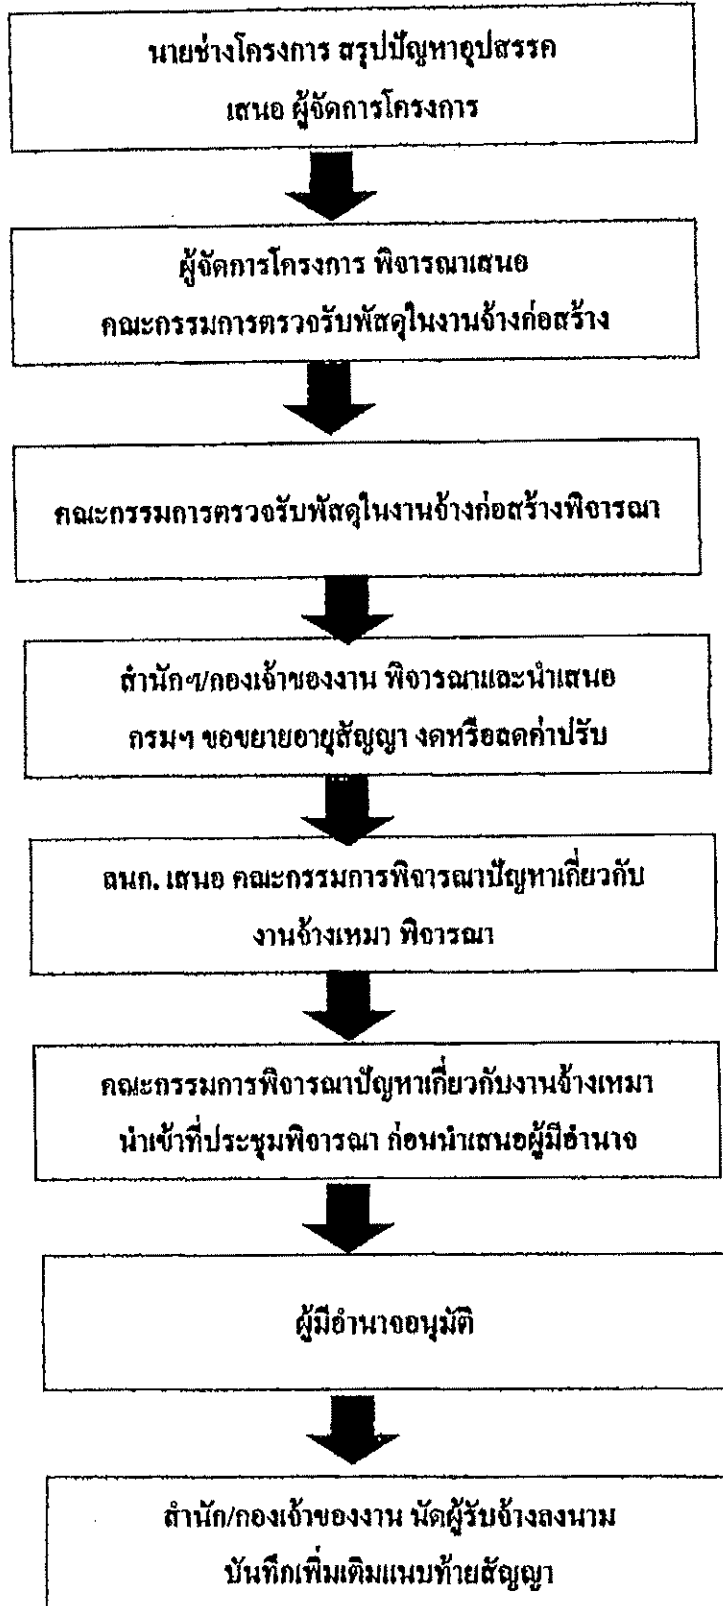 นายช่างโครงการ สรุปปัญหาอุปสรรค
เสนอ ผู้จัดการโครงการ
ผู้จัดการโครงการ พิจารณาเสนอ
คณะกรรมการตรวจรับพัสดุในงานจ้างก่อสร้าง
คณะกรรมการตรวจรับพัสดุในงานจ้างก่อสร้างพิจารณา
สำนักฯ/กองเจ้าของงาน พิจารณาและนำเสนอ
กรมฯ ขอขยายอายุสัญญา งดหรือลดค่าปรับ
ลนก. เสนอ คณะกรรมการพิจารณาปัญหาเกี่ยวกับ
งานจ้างเหมา พิจารณา
คณะกรรมการพิจารณาปัญหาเกี่ยวกับงานจ้างเหมา
นำเข้าที่ประชุมพิจารณา ก่อนนำเสนอผู้มีอำนาจ
ผู้มีอำนาจอนุมัติ
สำนัก/กองเจ้าของงาน นัดผู้รับจ้างลงนาม
บันทึกเพิ่มเติมแนบท้ายสัญญา